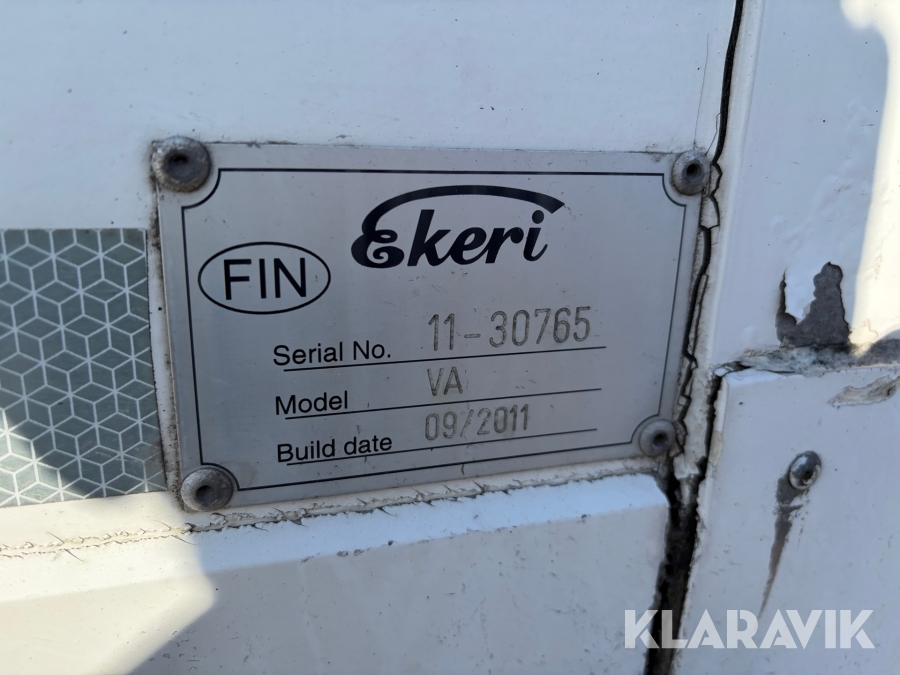 Ekeri
FIN
Serial No. 11-30765
Model VA
Build date 09/2011
KLARAVIK